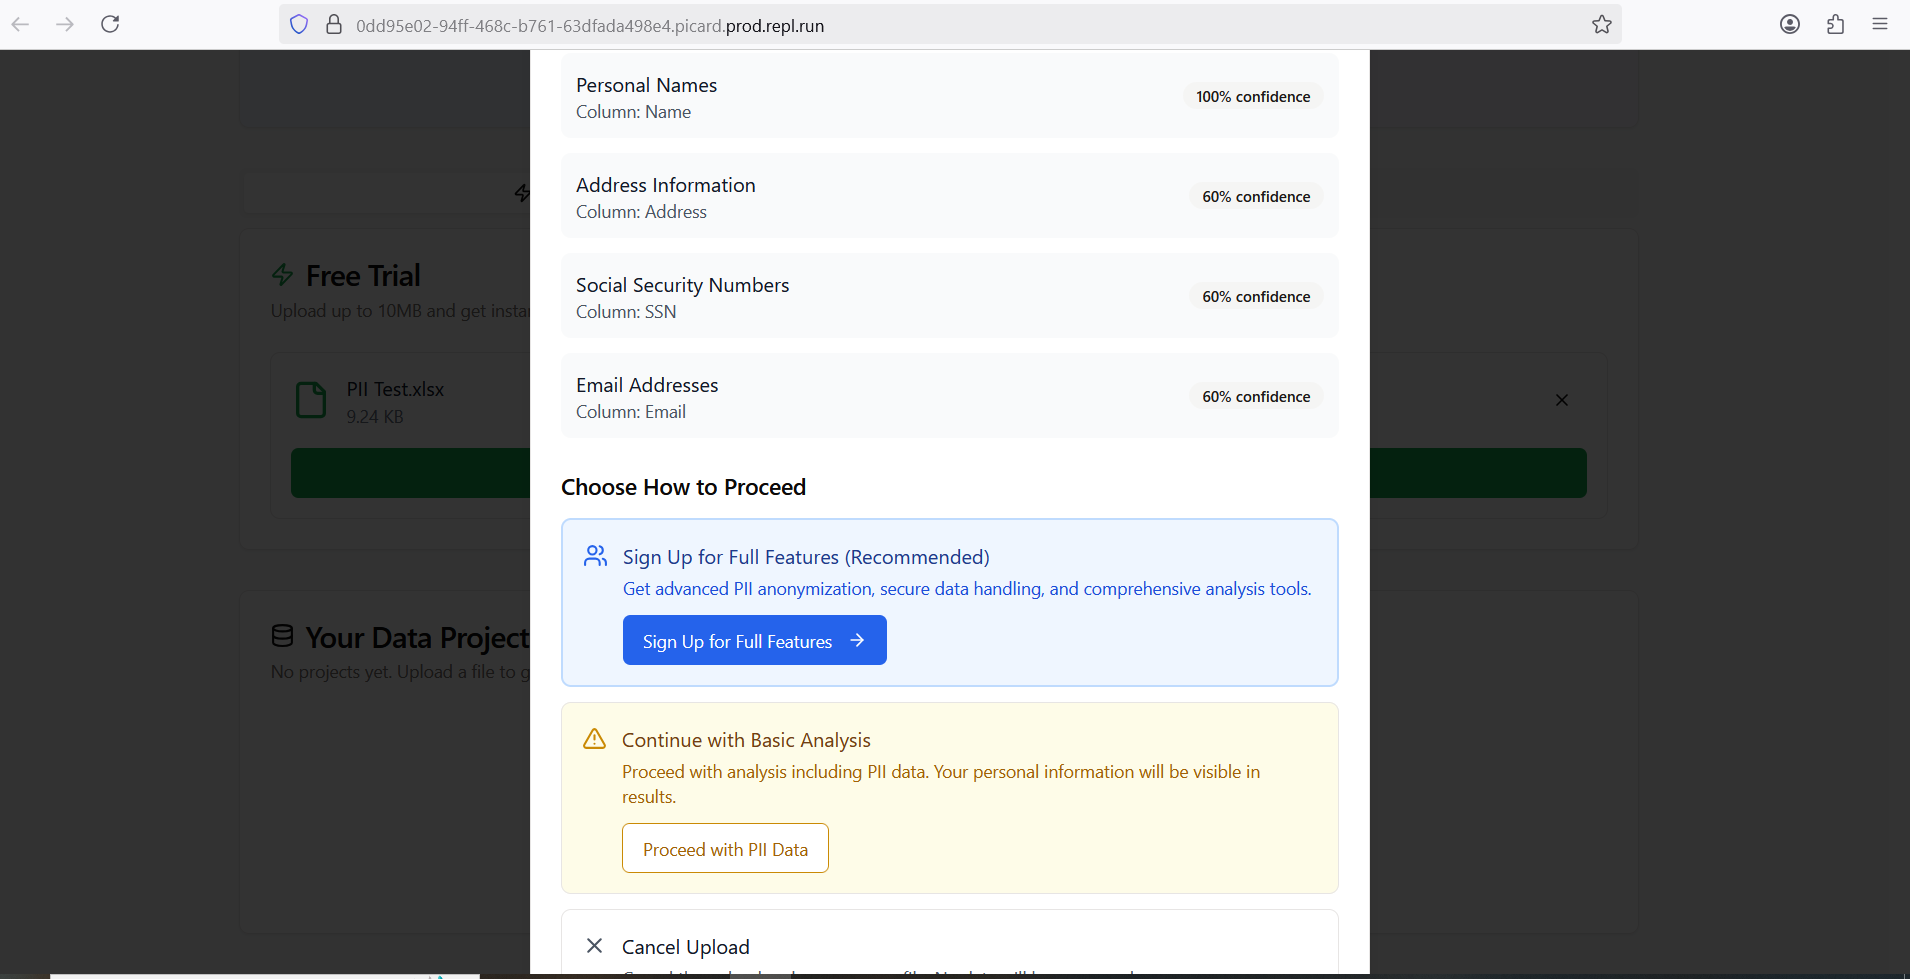 0dd95e02-94ff-468c-b761-63dfada498e4.picard.prod.repl.run
Personal Names
Column: Name
100% confidence
Address Information
Column: Address
60% confidence
Social Security Numbers
Column: SSN
60% confidence
Email Addresses
Column: Email
60% confidence
Choose How to Proceed
Sign Up for Full Features (Recommended)
Get advanced PII anonymization, secure data handling, and comprehensive analysis tools.
Sign Up for Full Features
Continue with Basic Analysis
Proceed with analysis including PII data. Your personal information will be visible in
results.
Proceed with PII Data
Cancel Upload
Free Trial
Upload up to 10MB and get
PII Test.xlsx
9.24 KB
Your Data Project
No projects yet. Upload a file to